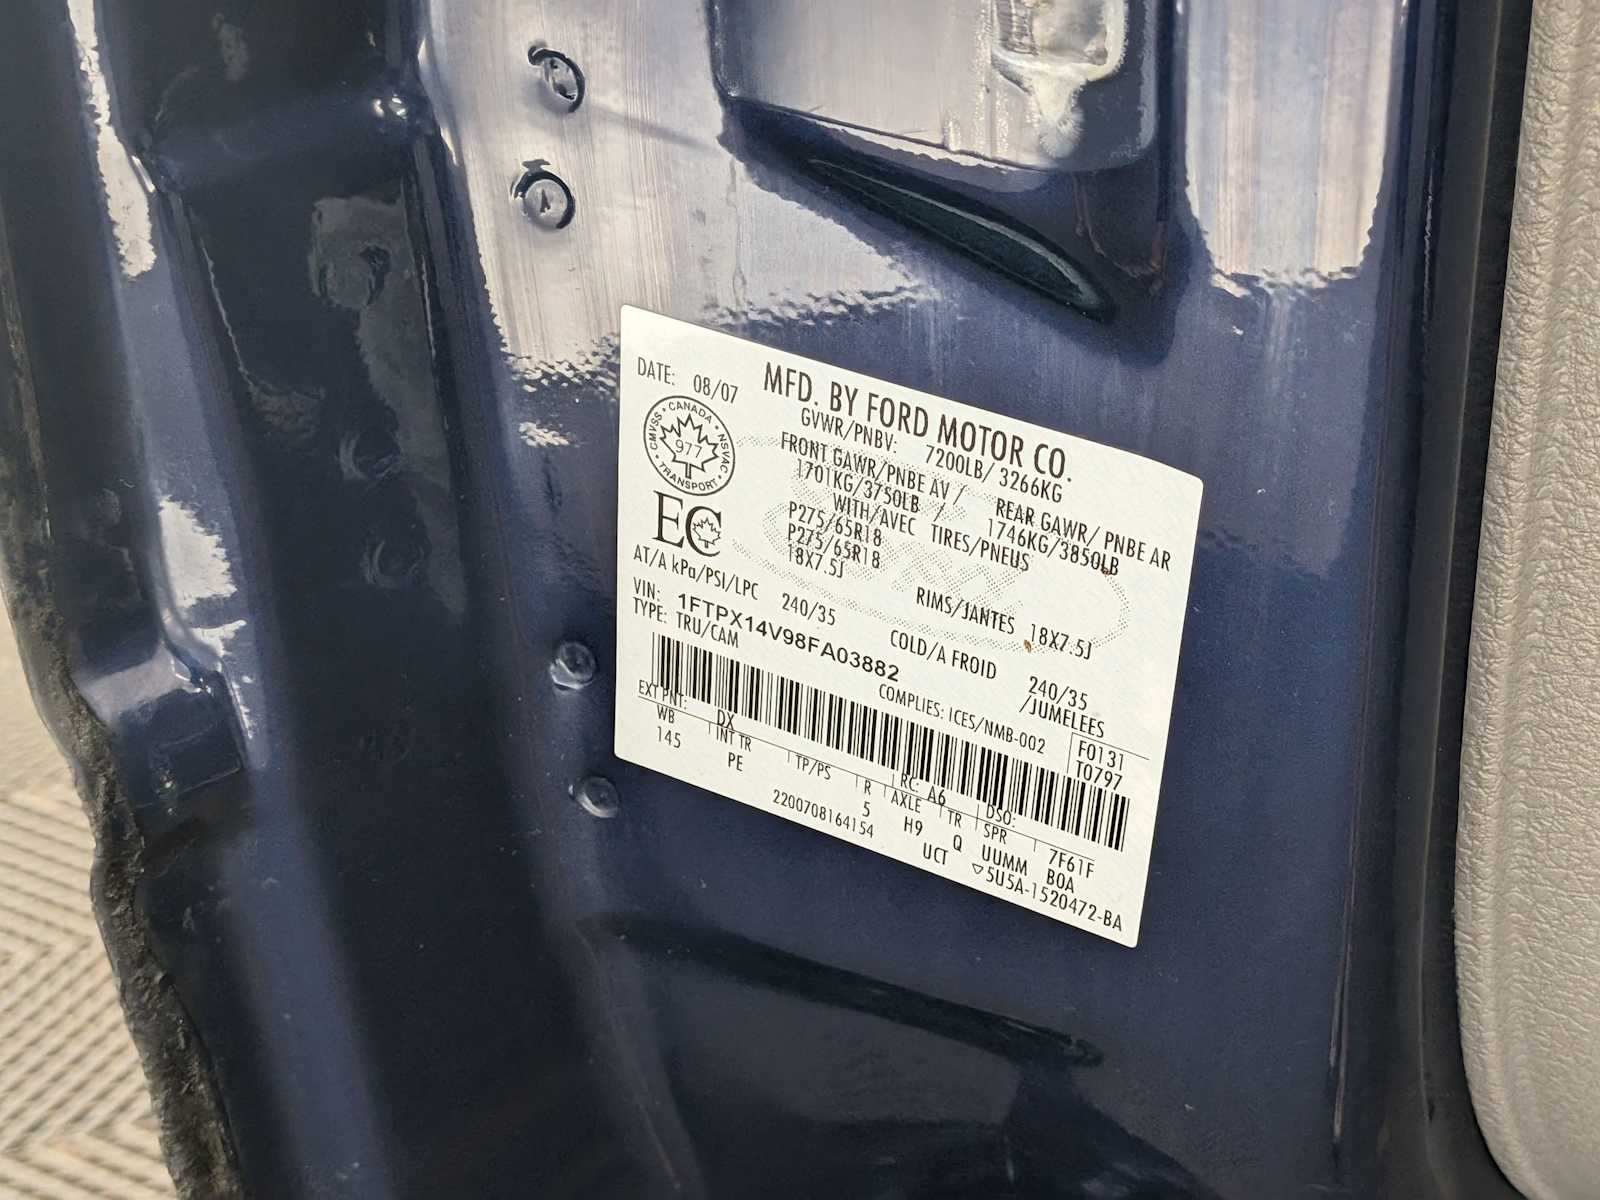 DATE: 08/07
MFD. BY FORD MOTOR CO.
GVWR/PNBV: 7200LB/ 3266KG
CMVSS • CANADA • NSVAC
977
• TRANSPORT •
FRONT GAWR/PNBE AV / REAR GAWR/ PNBE AR
1701KG/3750LB / 1746KG/3850LB
WITH/AVEC TIRES/PNEUS
P275/65R18
P275/65R18
18X7.5J RIMS/JANTES 18X7.5J
EC
AT/A kPa/PSI/LPC 240/35 COLD/A FROID 240/35
/JUMELEES
VIN: 1FTPX14V98FA03882
TYPE: TRU/CAM
COMPLIES: ICES/NMB-002
F0131
T0797
EXT PNT: DX RC: A6 DSO: 7F61F
WB INT TR TP/PS R AXLE TR SPR
145 PE 5 H9 Q UUMM B0A
2200708164154 UCT ▽5U5A-1520472-BA